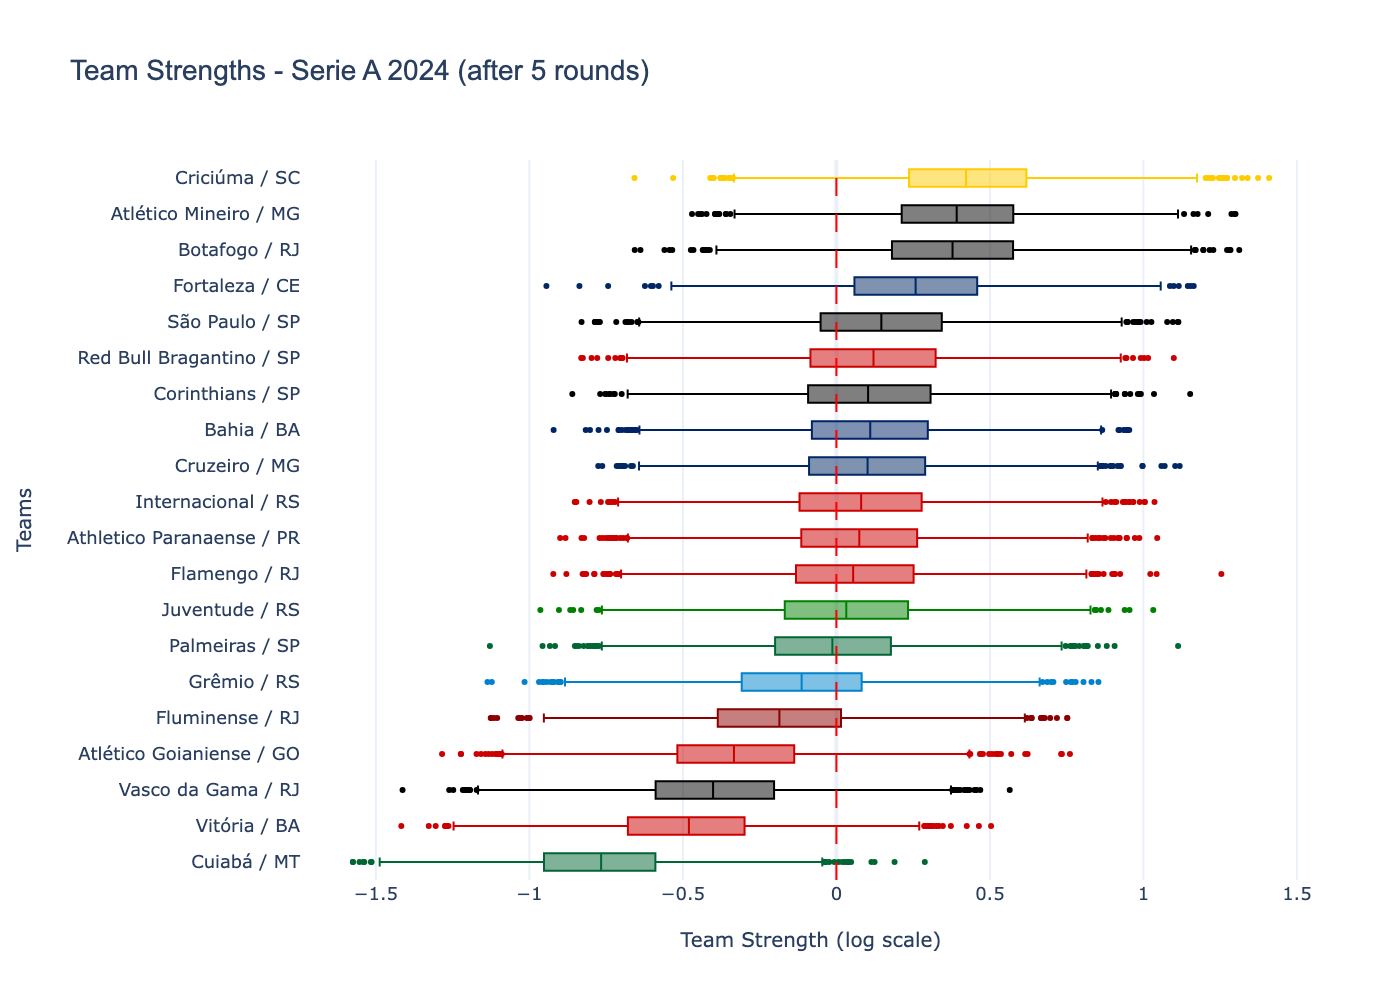 Team Strengths - Serie A 2024 (after 5 rounds)
Teams
Criciúma / SC
Atlético Mineiro / MG
Botafogo / RJ
Fortaleza / CE
São Paulo / SP
Red Bull Bragantino / SP
Corinthians / SP
Bahia / BA
Cruzeiro / MG
Internacional / RS
Athletico Paranaense / PR
Flamengo / RJ
Juventude / RS
Palmeiras / SP
Grêmio / RS
Fluminense / RJ
Atlético Goianiense / GO
Vasco da Gama / RJ
Vitória / BA
Cuiabá / MT
−1.5 −1 −0.5 0 0.5 1 1.5
Team Strength (log scale)